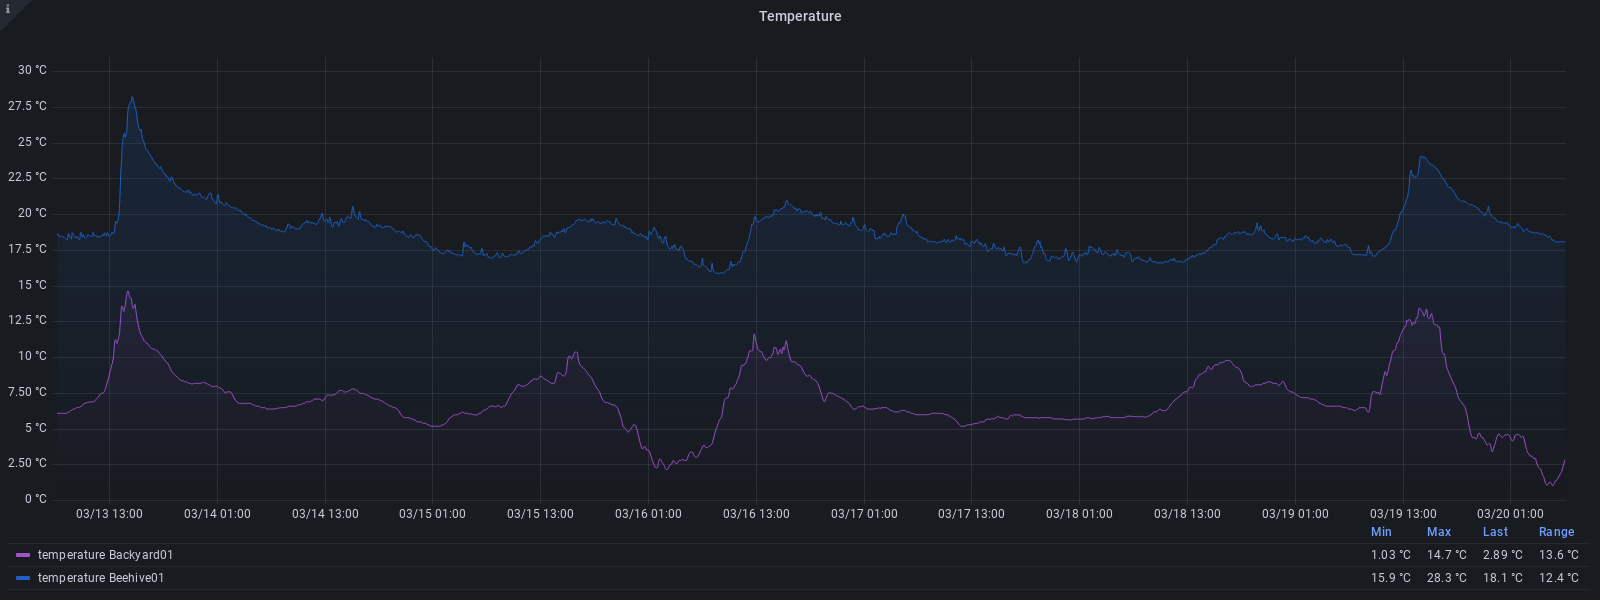 i
Temperature
30 °C
27.5 °C
25 °C
22.5 °C
20 °C
17.5 °C
15 °C
12.5 °C
10 °C
7.50 °C
5 °C
2.50 °C
0 °C
03/13 13:00 03/14 01:00 03/14 13:00 03/15 01:00 03/15 13:00 03/16 01:00 03/16 13:00 03/17 01:00 03/17 13:00 03/18 01:00 03/18 13:00 03/19 01:00 03/19 13:00 03/20 01:00
Min Max Last Range
temperature Backyard01 1.03 °C 14.7 °C 2.89 °C 13.6 °C
temperature Beehive01 15.9 °C 28.3 °C 18.1 °C 12.4 °C